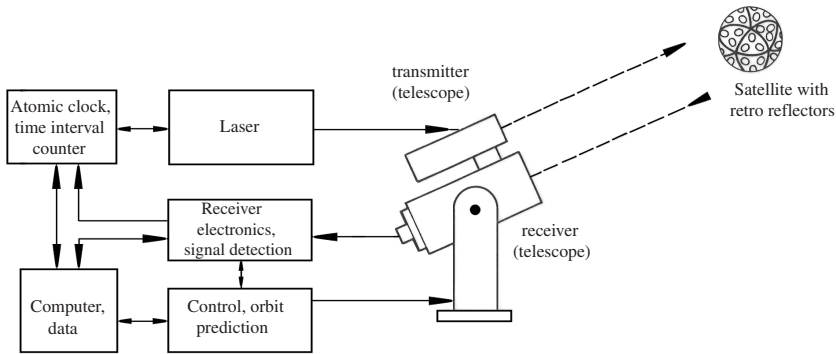 transmitter
(telescope)
Satellite with
retro reflectors
Atomic clock,
time interval
counter
Laser
Receiver
electronics,
signal detection
receiver
(telescope)
Computer,
data
Control, orbit
prediction